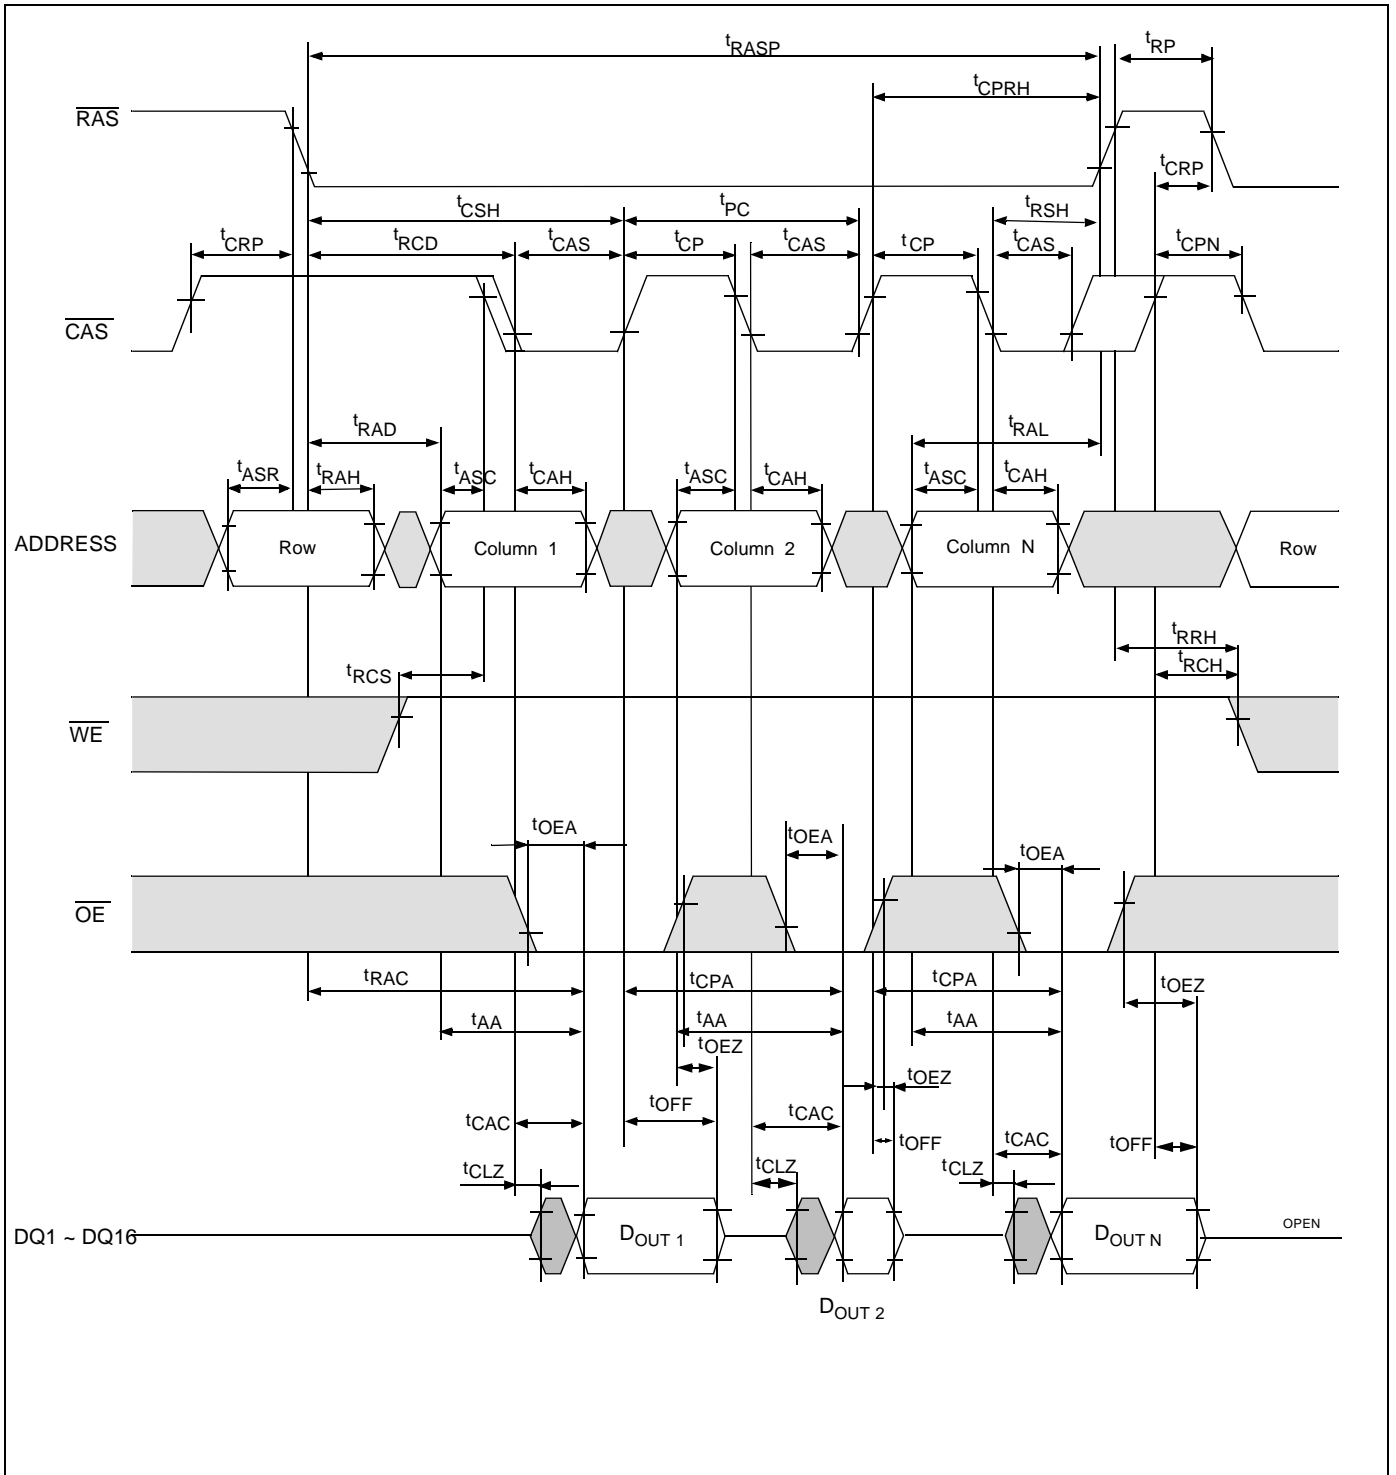 tRASP tRP
tCPRH
RAS
tCRP
tCSH tPC tRSH
tCRP tRCD tCAS tCP tCAS tCP tCAS tCPN
CAS
tRAD tRAL
tASR tRAH tASC tCAH tASC tCAH tASC tCAH
ADDRESS Row Column 1 Column 2 Column N Row
tRRH
tRCS tRCH
WE
tOEA tOEA tOEA
OE
tRAC tCPA tCPA tOEZ
tAA tAA tAA
tOEZ tOEZ
tCAC tOFF tCAC tOFF tCAC tOFF
tCLZ tCLZ tCLZ
DQ1 ~ DQ16 DOUT 1 DOUT N OPEN
DOUT 2